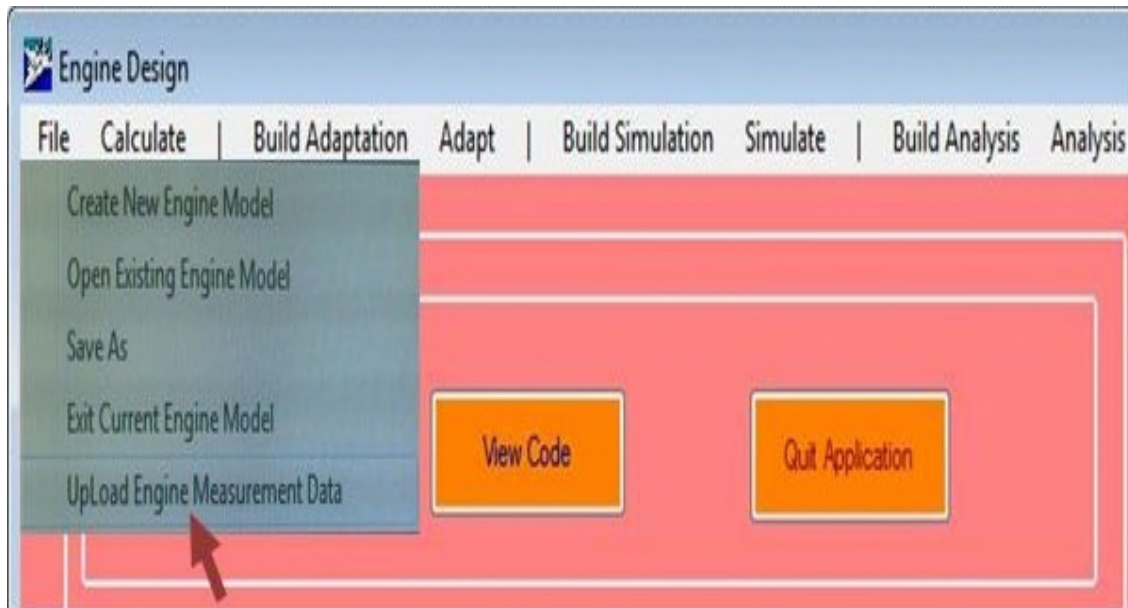 Engine Design
File Calculate | Build Adaptation Adapt | Build Simulation Simulate | Build Analysis Analysis
Create New Engine Model
Open Existing Engine Model
Save As
Exit Current Engine Model
UpLoad Engine Measurement Data
View Code Quit Application